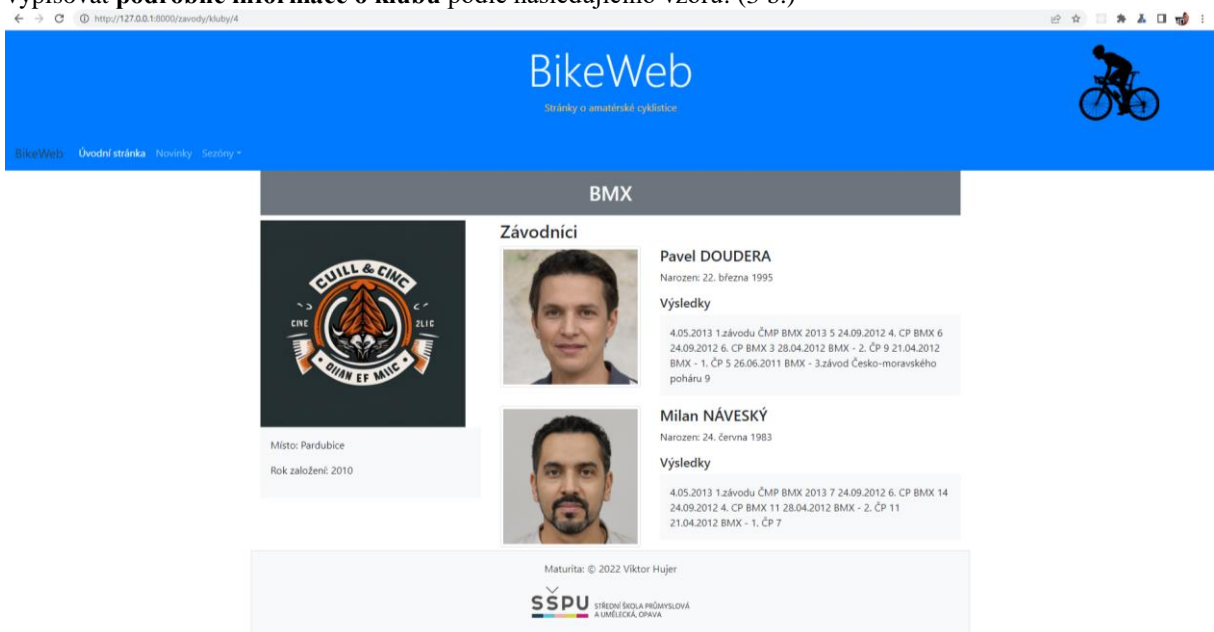 vypisovat podrobné informace o klubu podle následujícího vzoru: (5 b.)
http://127.0.0.1:8000/zavody/kluby/4
BikeWeb
Stránky o amatérské cyklistice
BikeWeb Úvodní stránka Novinky Sezóny
BMX
Závodníci
CUILL & CINC
CINE 2LIC
OIIAN EF MIIC
Pavel DOUDERA
Narozen: 22. března 1995
Výsledky
4.05.2013 1.závodu ČMP BMX 2013 5 24.09.2012 4. CP BMX 6
24.09.2012 6. CP BMX 3 28.04.2012 BMX - 2. ČP 9 21.04.2012
BMX - 1. ČP 5 26.06.2011 BMX - 3.závod Česko-moravského
poháru 9
Místo: Pardubice
Rok založení: 2010
Milan NÁVESKÝ
Narozen: 24. června 1983
Výsledky
4.05.2013 1.závodu ČMP BMX 2013 7 24.09.2012 6. CP BMX 14
24.09.2012 4. CP BMX 11 28.04.2012 BMX - 2. ČP 11
21.04.2012 BMX - 1. ČP 7
Maturita: © 2022 Viktor Hujer
SŠPU STŘEDNÍ ŠKOLA PRŮMYSLOVÁ
A UMĚLECKÁ, OPAVA